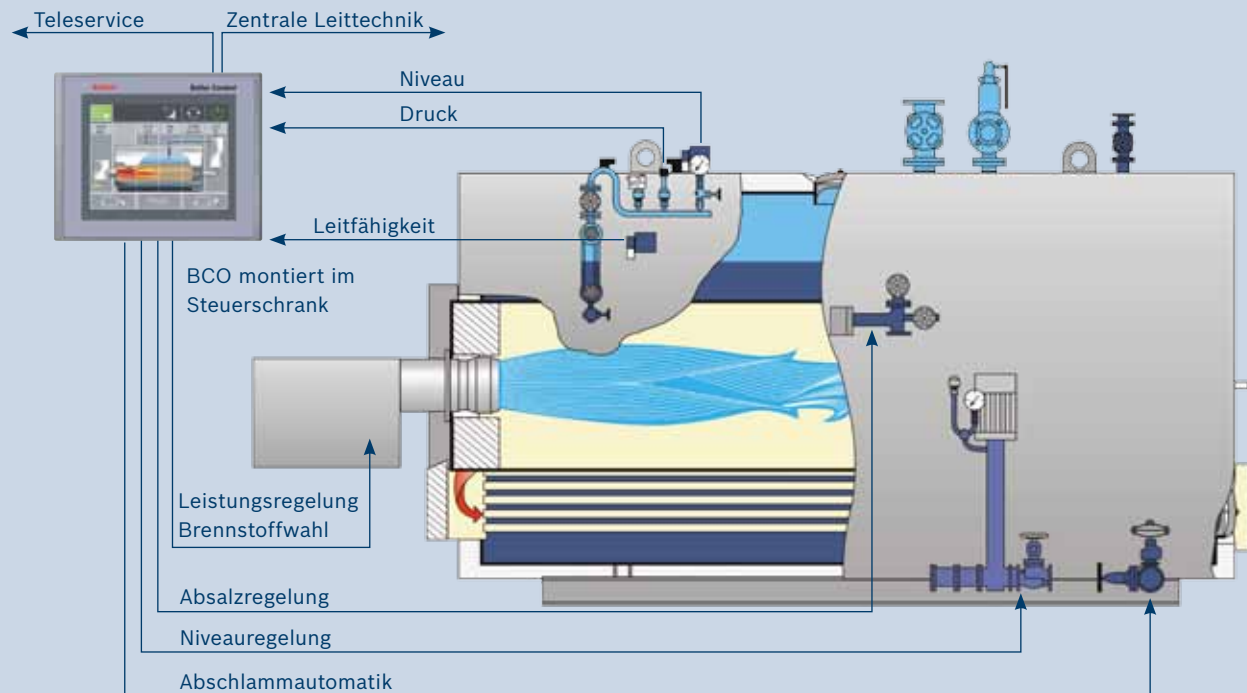 Teleservice
Zentrale Leittechnik
Niveau
Druck
Leitfähigkeit
BCO montiert im
Steuerschrank
Leistungsregelung
Brennstoffwahl
Absalzregelung
Niveauregelung
Abschlammautomatik